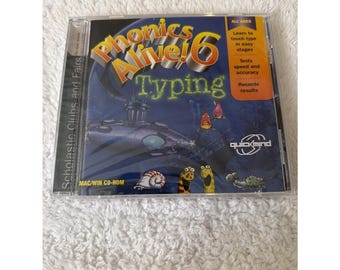 Phonics
Alive! 6
Typing
ALL AGES
Learn to
touch type
in easy
stages
Tests
speed and
accuracy
Records
results
Scholastic Clubs and Fairs
MAC/WIN CD-ROM